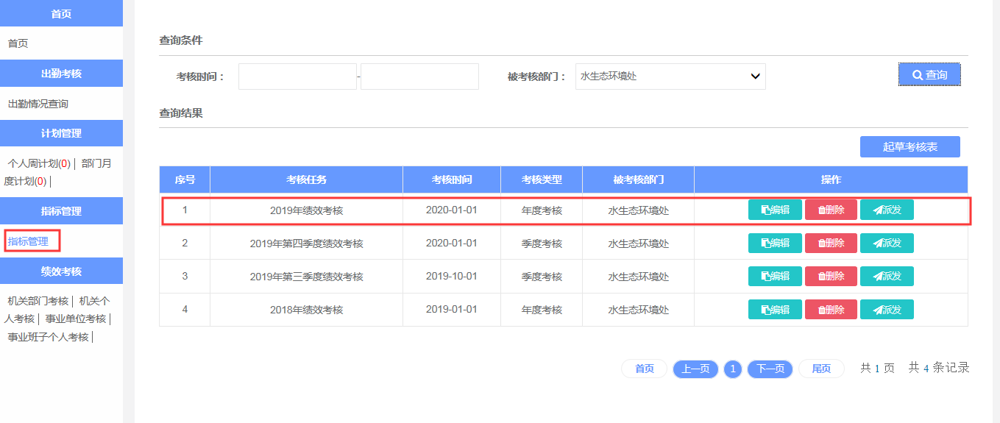 首页
首页
出勤考核
出勤情况查询
计划管理
个人周计划(0)| 部门月
度计划(0)|
指标管理
指标管理
绩效考核
机关部门考核| 机关个
人考核| 事业单位考核|
事业班子个人考核|
查询条件
考核时间： - 被考核部门： 水生态环境处 查询
查询结果
起草考核表
序号 考核任务 考核时间 考核类型 被考核部门 操作
1 2019年绩效考核 2020-01-01 年度考核 水生态环境处 编辑 删除 派发
2 2019年第四季度绩效考核 2020-01-01 季度考核 水生态环境处 编辑 删除 派发
3 2019年第三季度绩效考核 2019-10-01 季度考核 水生态环境处 编辑 删除 派发
4 2018年绩效考核 2019-01-01 年度考核 水生态环境处 编辑 删除 派发
首页 上一页 1 下一页 尾页 共 1 页 共 4 条记录